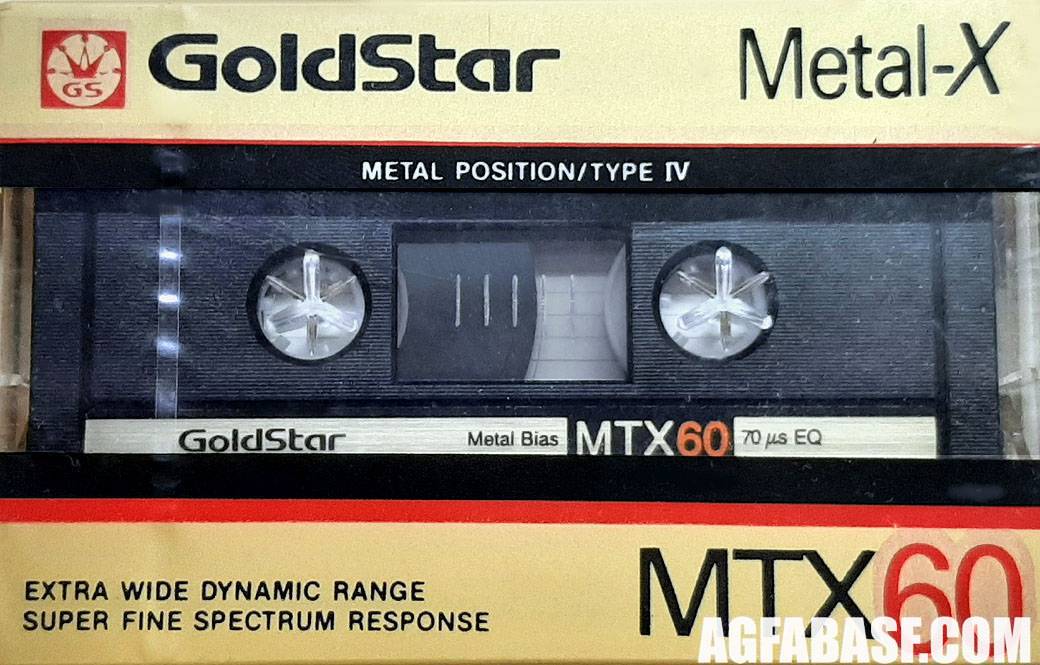 GS
GoldStar
Metal-X
METAL POSITION/TYPE IV
GoldStar
Metal Bias
MTX60
70 μs EQ
EXTRA WIDE DYNAMIC RANGE
SUPER FINE SPECTRUM RESPONSE
MTX60
AGFABASF.COM